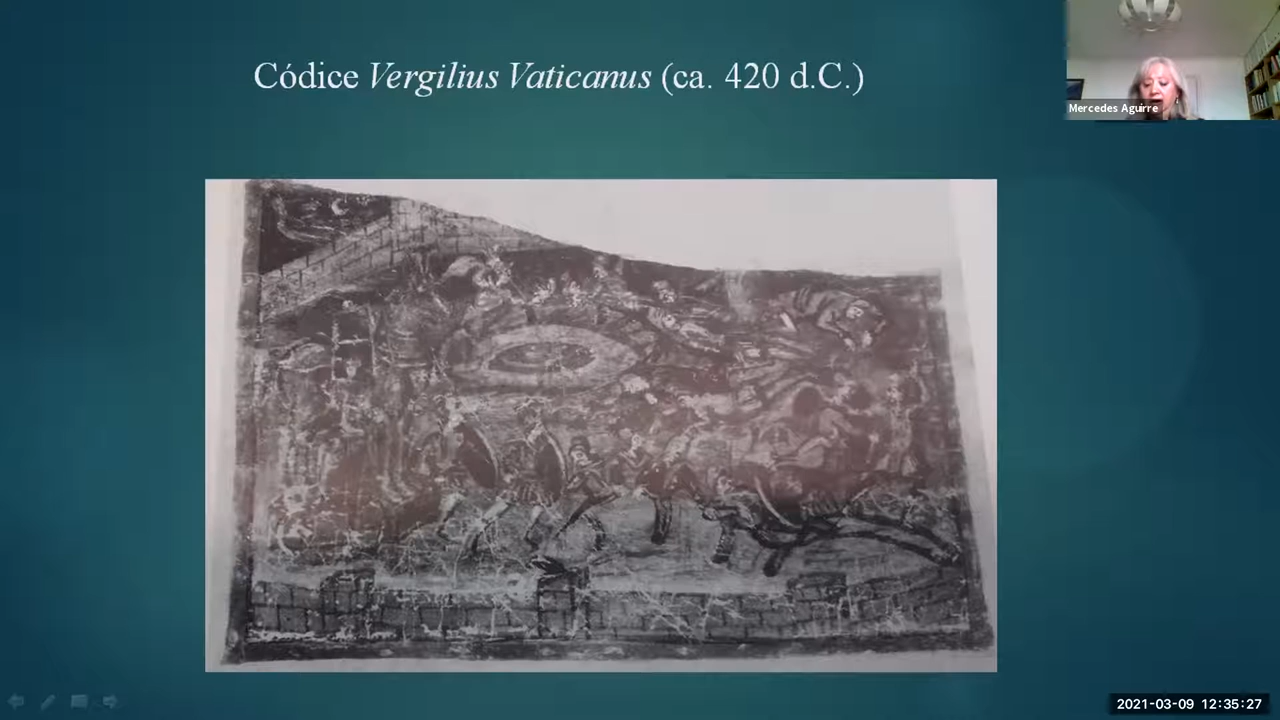 Códice Vergilius Vaticanus (ca. 420 d.C.)
Mercedes Aguirre
2021-03-09 12:35:27